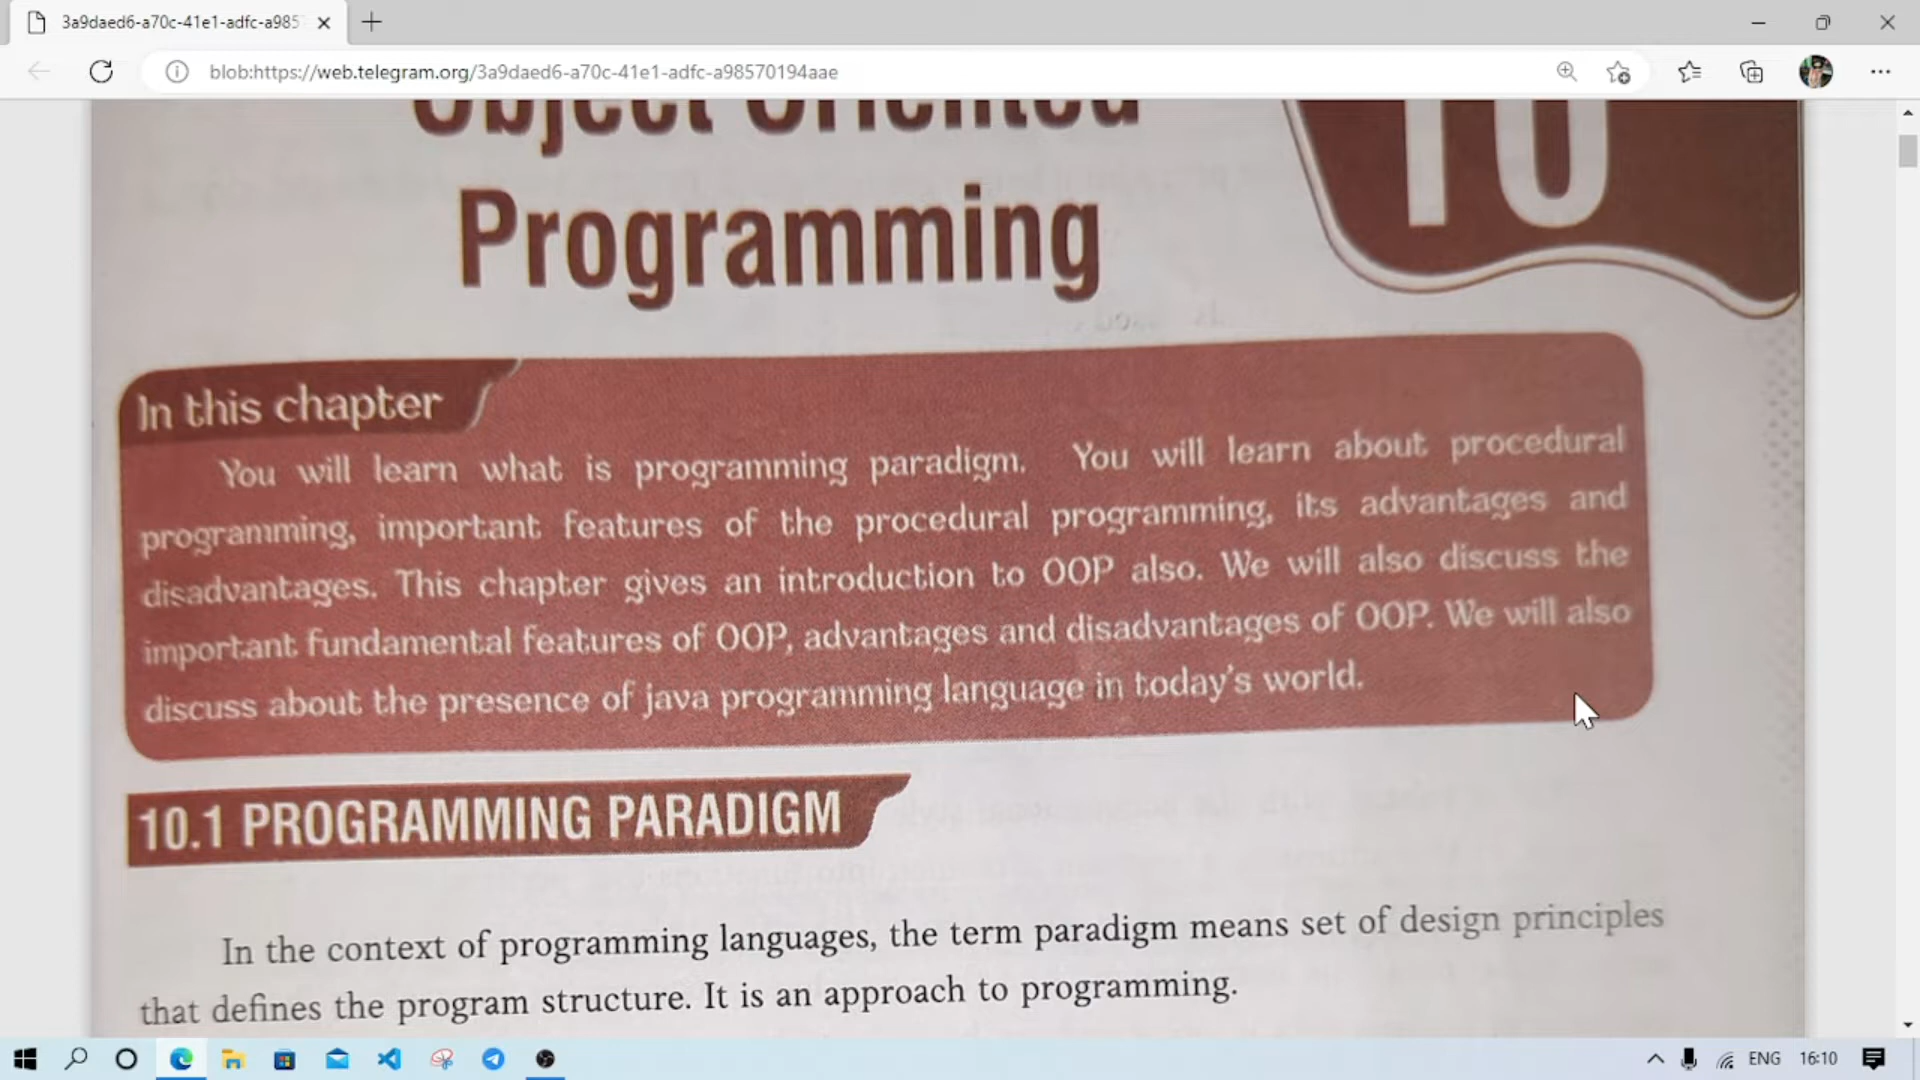 3a9daed6-a70c-41e1-adfc-a985
blob:https://web.telegram.org/3a9daed6-a70c-41e1-adfc-a98570194aae
Object Oriented
10
Programming
In this chapter
You will learn what is programming paradigm. You will learn about procedural
programming, important features of the procedural programming, its advantages and
disadvantages. This chapter gives an introduction to OOP also. We will also discuss the
important fundamental features of OOP, advantages and disadvantages of OOP. We will also
discuss about the presence of java programming language in today's world.
10.1 PROGRAMMING PARADIGM
In the context of programming languages, the term paradigm means set of design principles
that defines the program structure. It is an approach to programming.
ENG 16:10